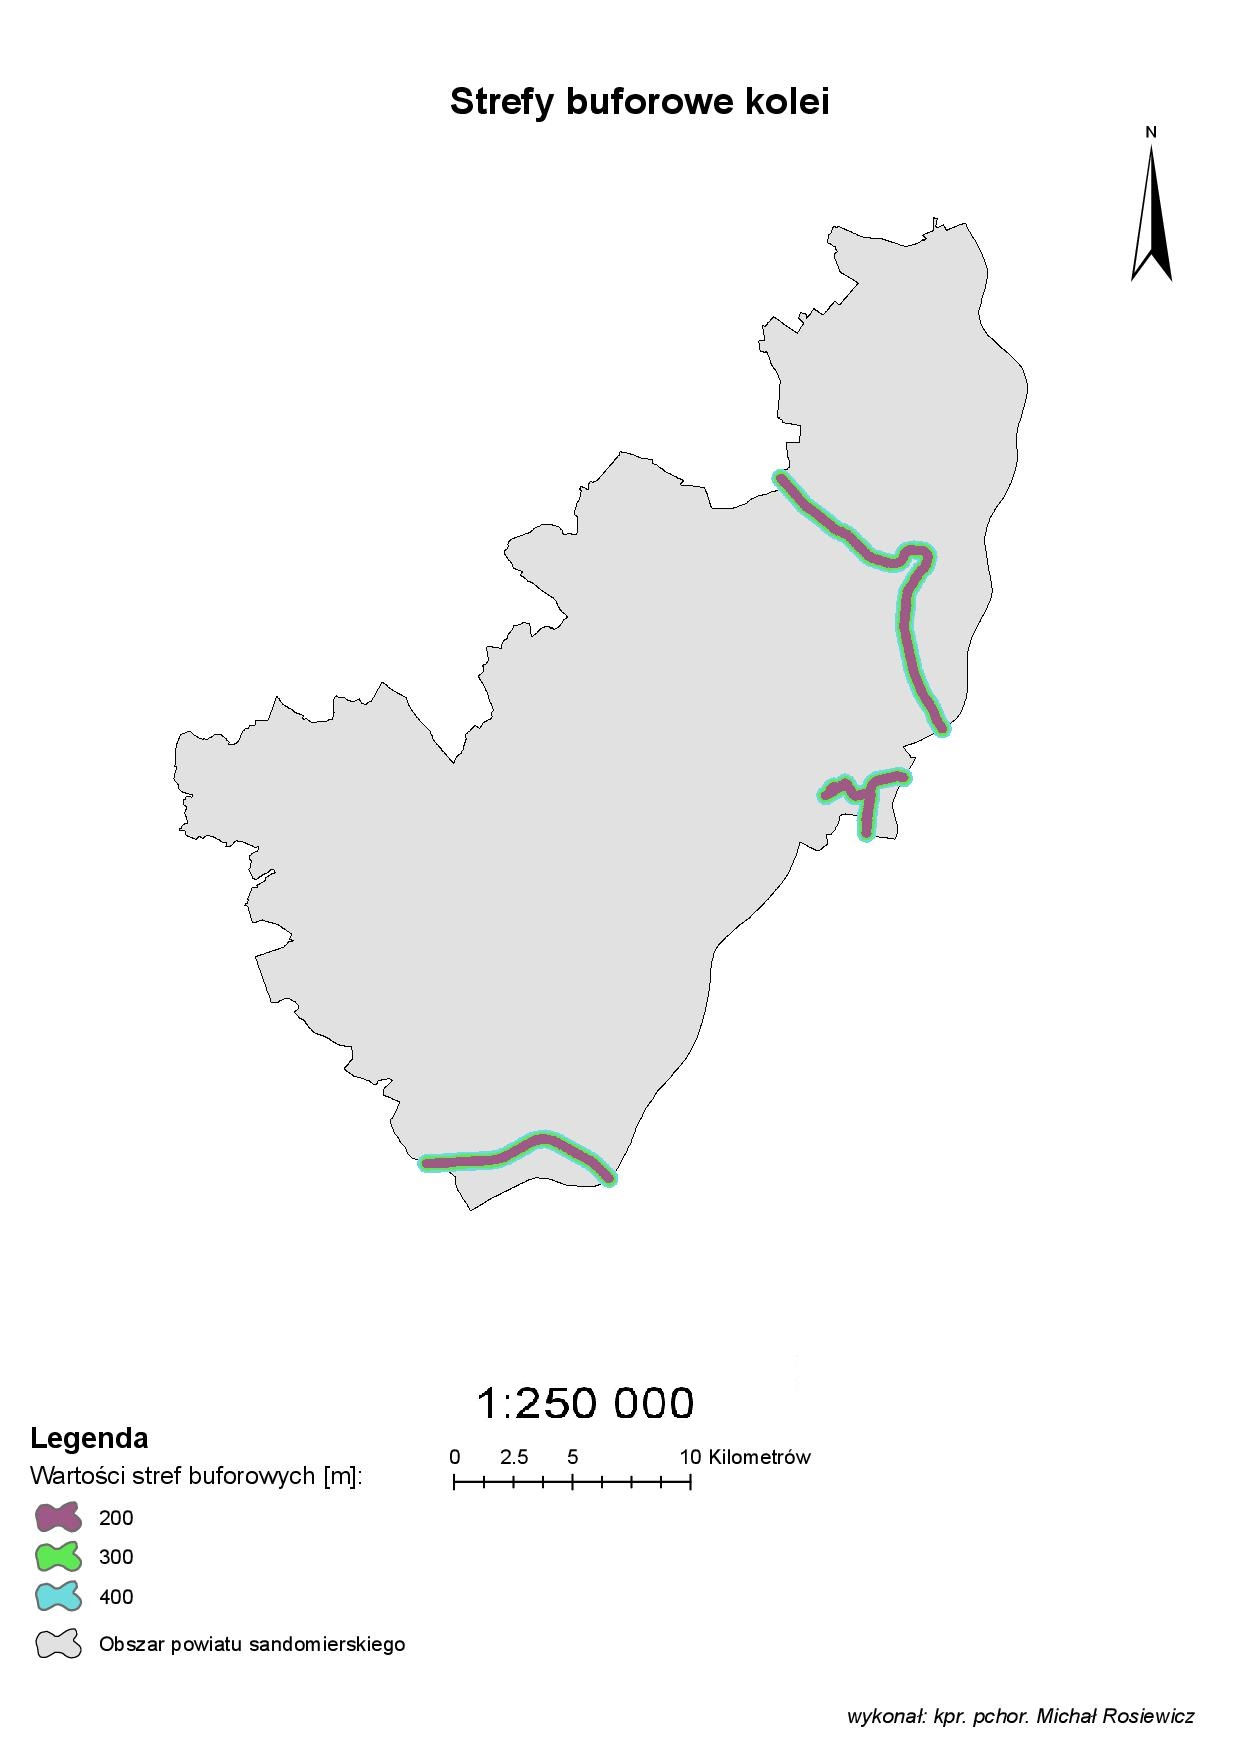 Strefy buforowe kolei
N
1:250 000
0 2.5 5 10 Kilometrów
Legenda
Wartości stref buforowych [m]:
200
300
400
Obszar powiatu sandomierskiego
wykonał: kpr. pchor. Michał Rosiewicz